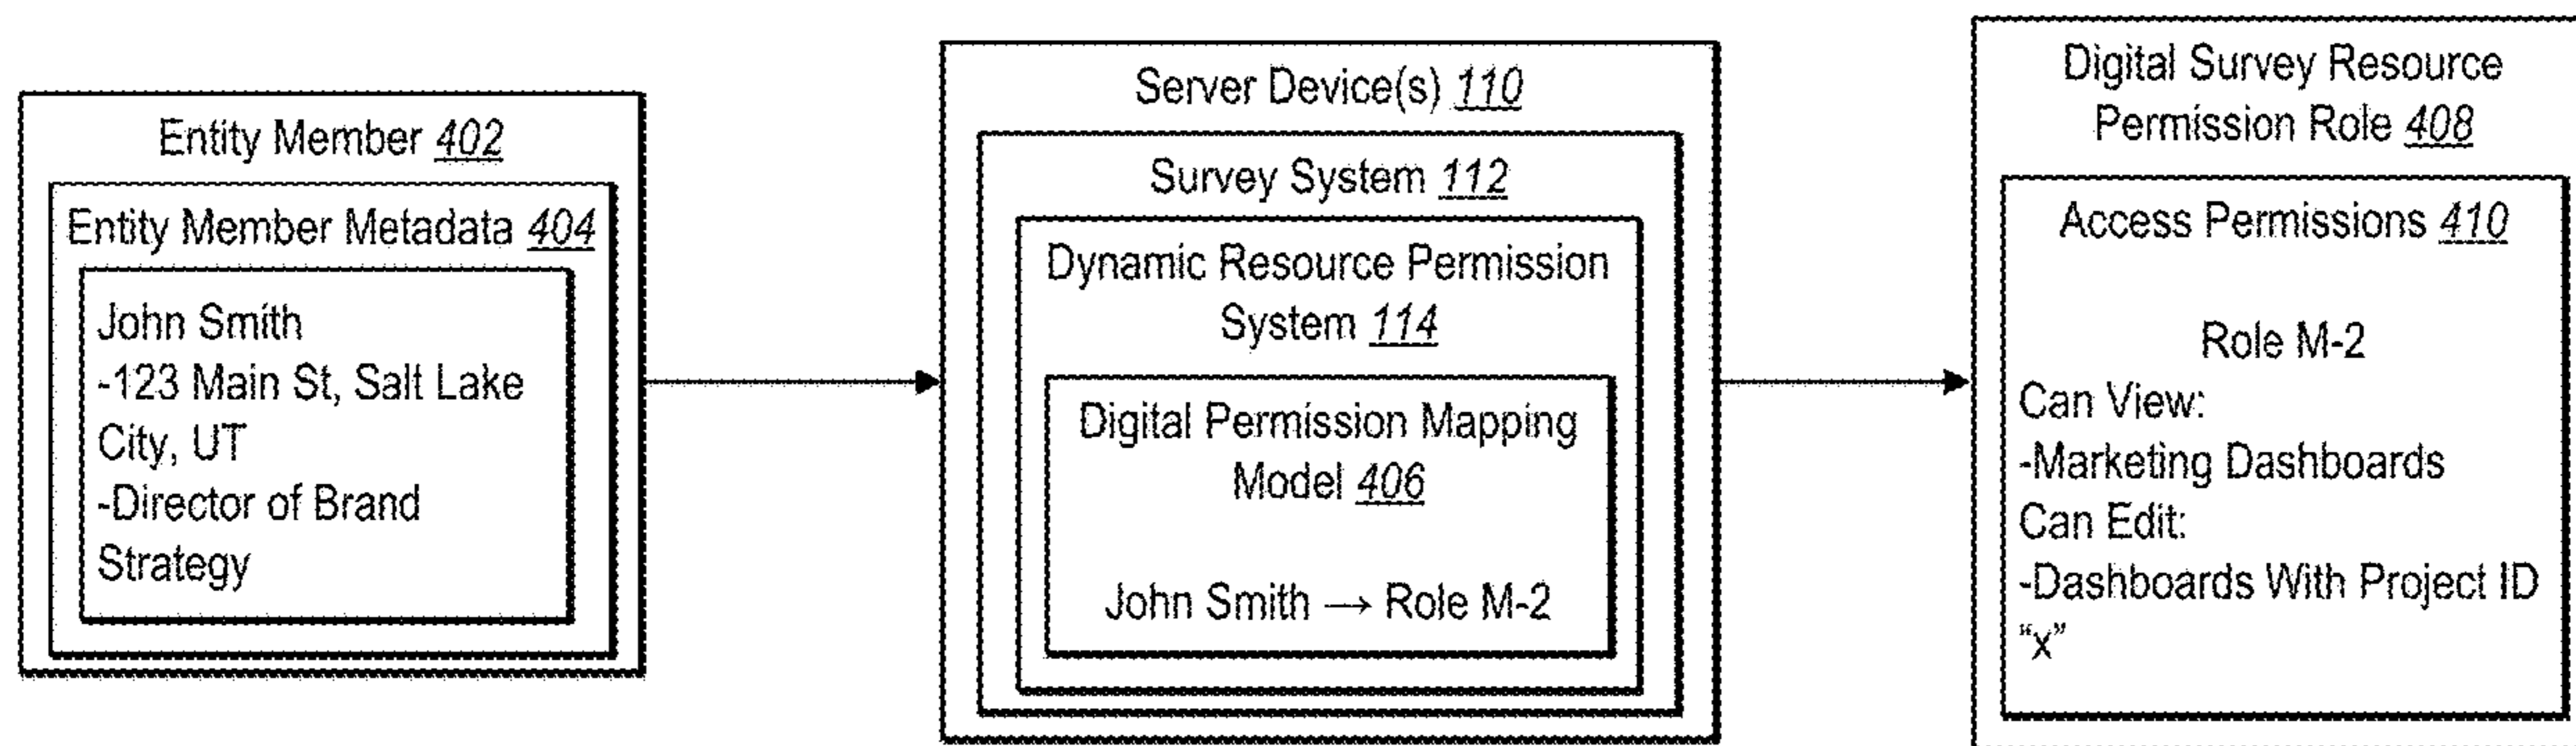 Entity Member 402
Entity Member Metadata 404
John Smith
-123 Main St, Salt Lake
City, UT
-Director of Brand
Strategy
Server Device(s) 110
Survey System 112
Dynamic Resource Permission
System 114
Digital Permission Mapping
Model 406
John Smith → Role M-2
Digital Survey Resource
Permission Role 408
Access Permissions 410
Role M-2
Can View:
-Marketing Dashboards
Can Edit:
-Dashboards With Project ID
“x”